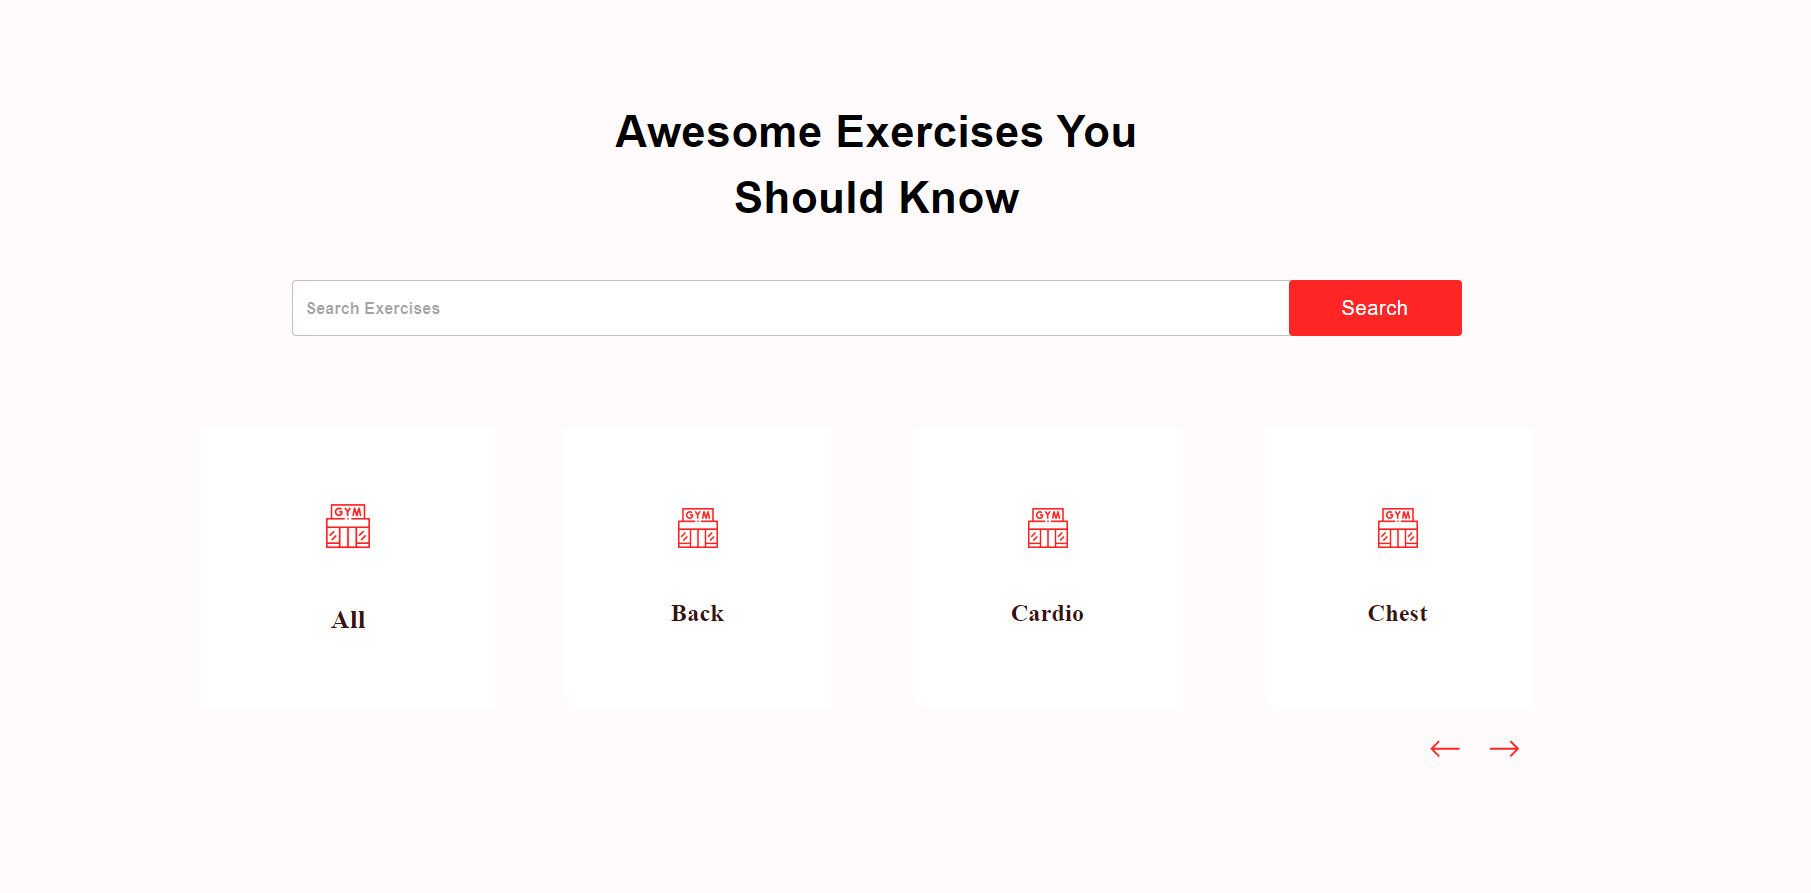 Awesome Exercises You
Should Know
Search Exercises
Search
GYM
GYM
GYM
GYM
All
Back
Cardio
Chest